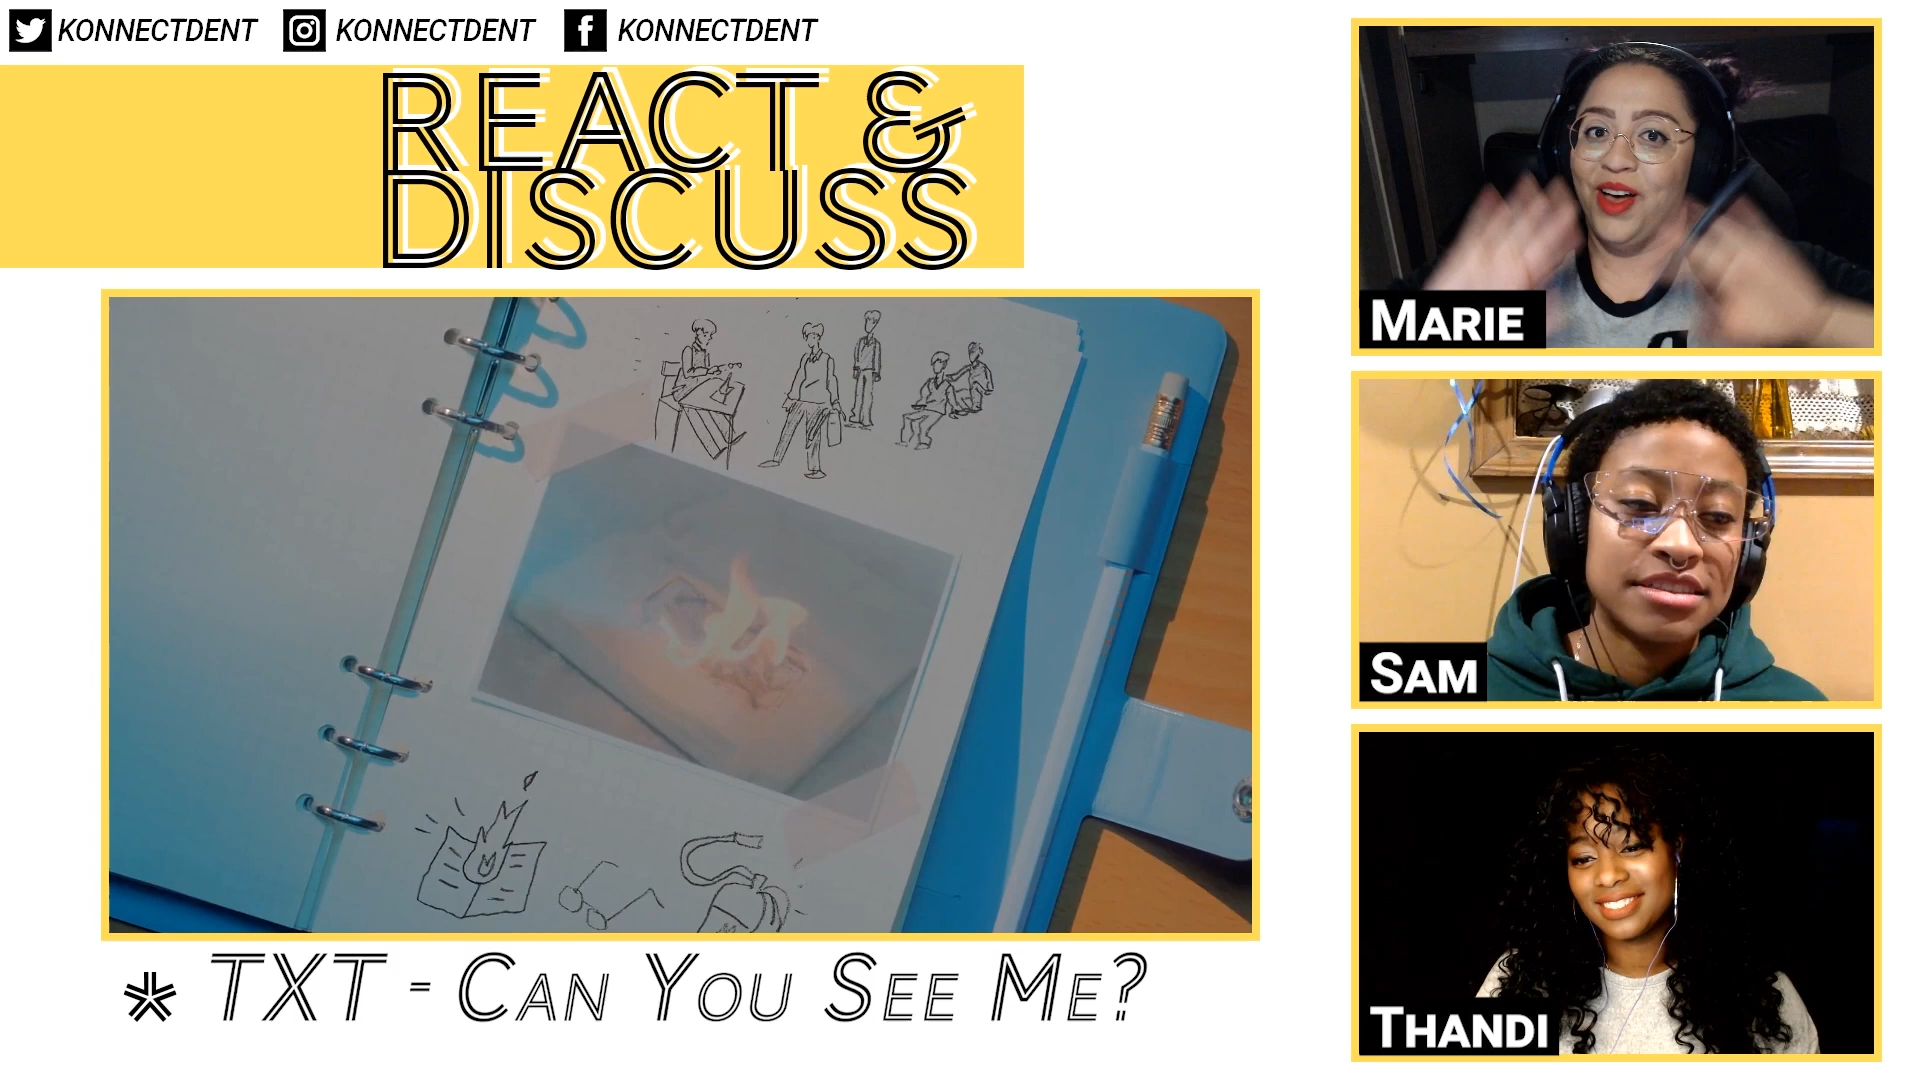 KONNECTDENT KONNECTDENT KONNECTDENT
REACT &
DISCUSS
MARIE
SAM
THANDI
* TXT - CAN YOU SEE ME?